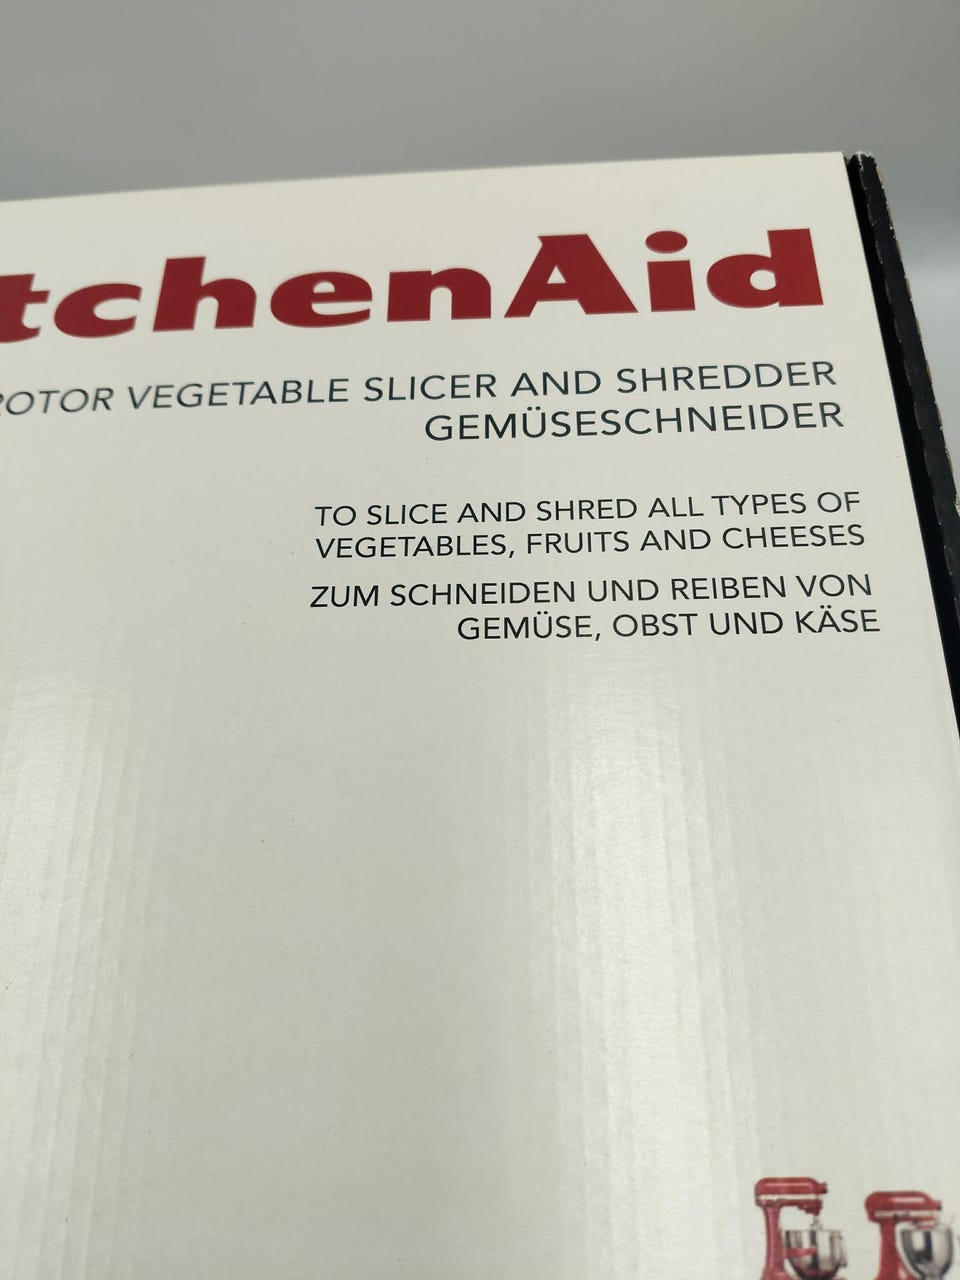 tchenAid
ROTOR VEGETABLE SLICER AND SHREDDER
GEMÜSESCHNEIDER
TO SLICE AND SHRED ALL TYPES OF
VEGETABLES, FRUITS AND CHEESES
ZUM SCHNEIDEN UND REIBEN VON
GEMÜSE, OBST UND KÄSE